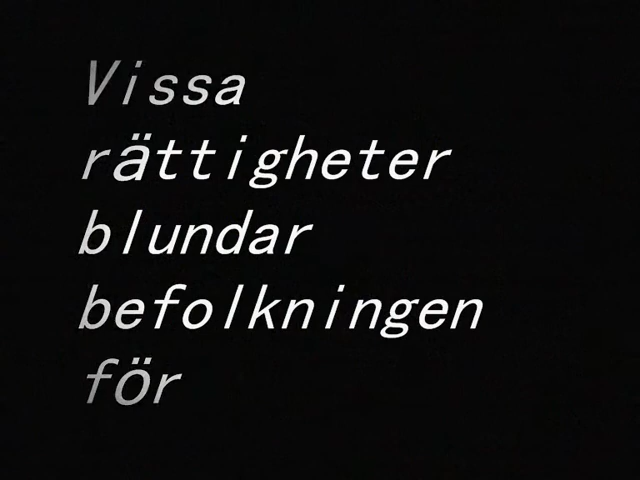 Vissa
rättigheter
blundar
befolkningen
för